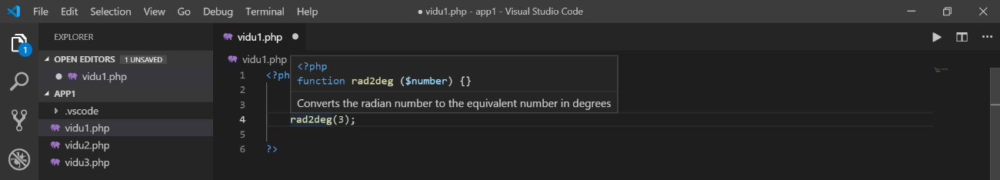 File Edit Selection View Go Debug Terminal Help
● vidu1.php - app1 - Visual Studio Code
EXPLORER
OPEN EDITORS 1 UNSAVED
● vidu1.php
APP1
.vscode
vidu1.php
vidu2.php
vidu3.php
1
vidu1.php ●
vidu1.php
<?php
function rad2deg ($number) {}
Converts the radian number to the equivalent number in degrees
1 <?ph
2
3
4 rad2deg(3);
5
6 ?>